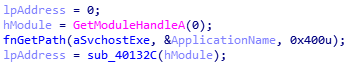 lpAddress = 0;
hModule = GetModuleHandleA(0);
fnGetPath(aSvchostExe, &ApplicationName, 0x400u);
lpAddress = sub_40132C(hModule);